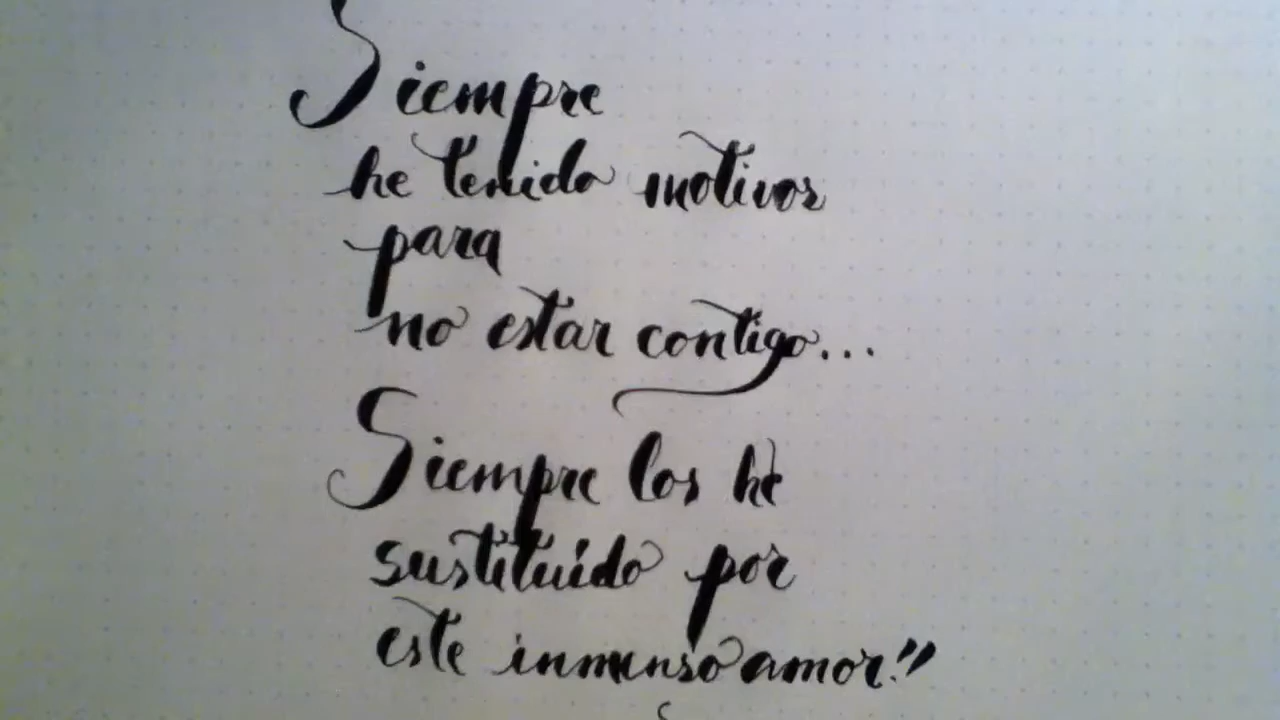 Siempre
he tenido motivos
para
no estar contigo...
Siempre los he
sustituido por
este inmenso amor!!